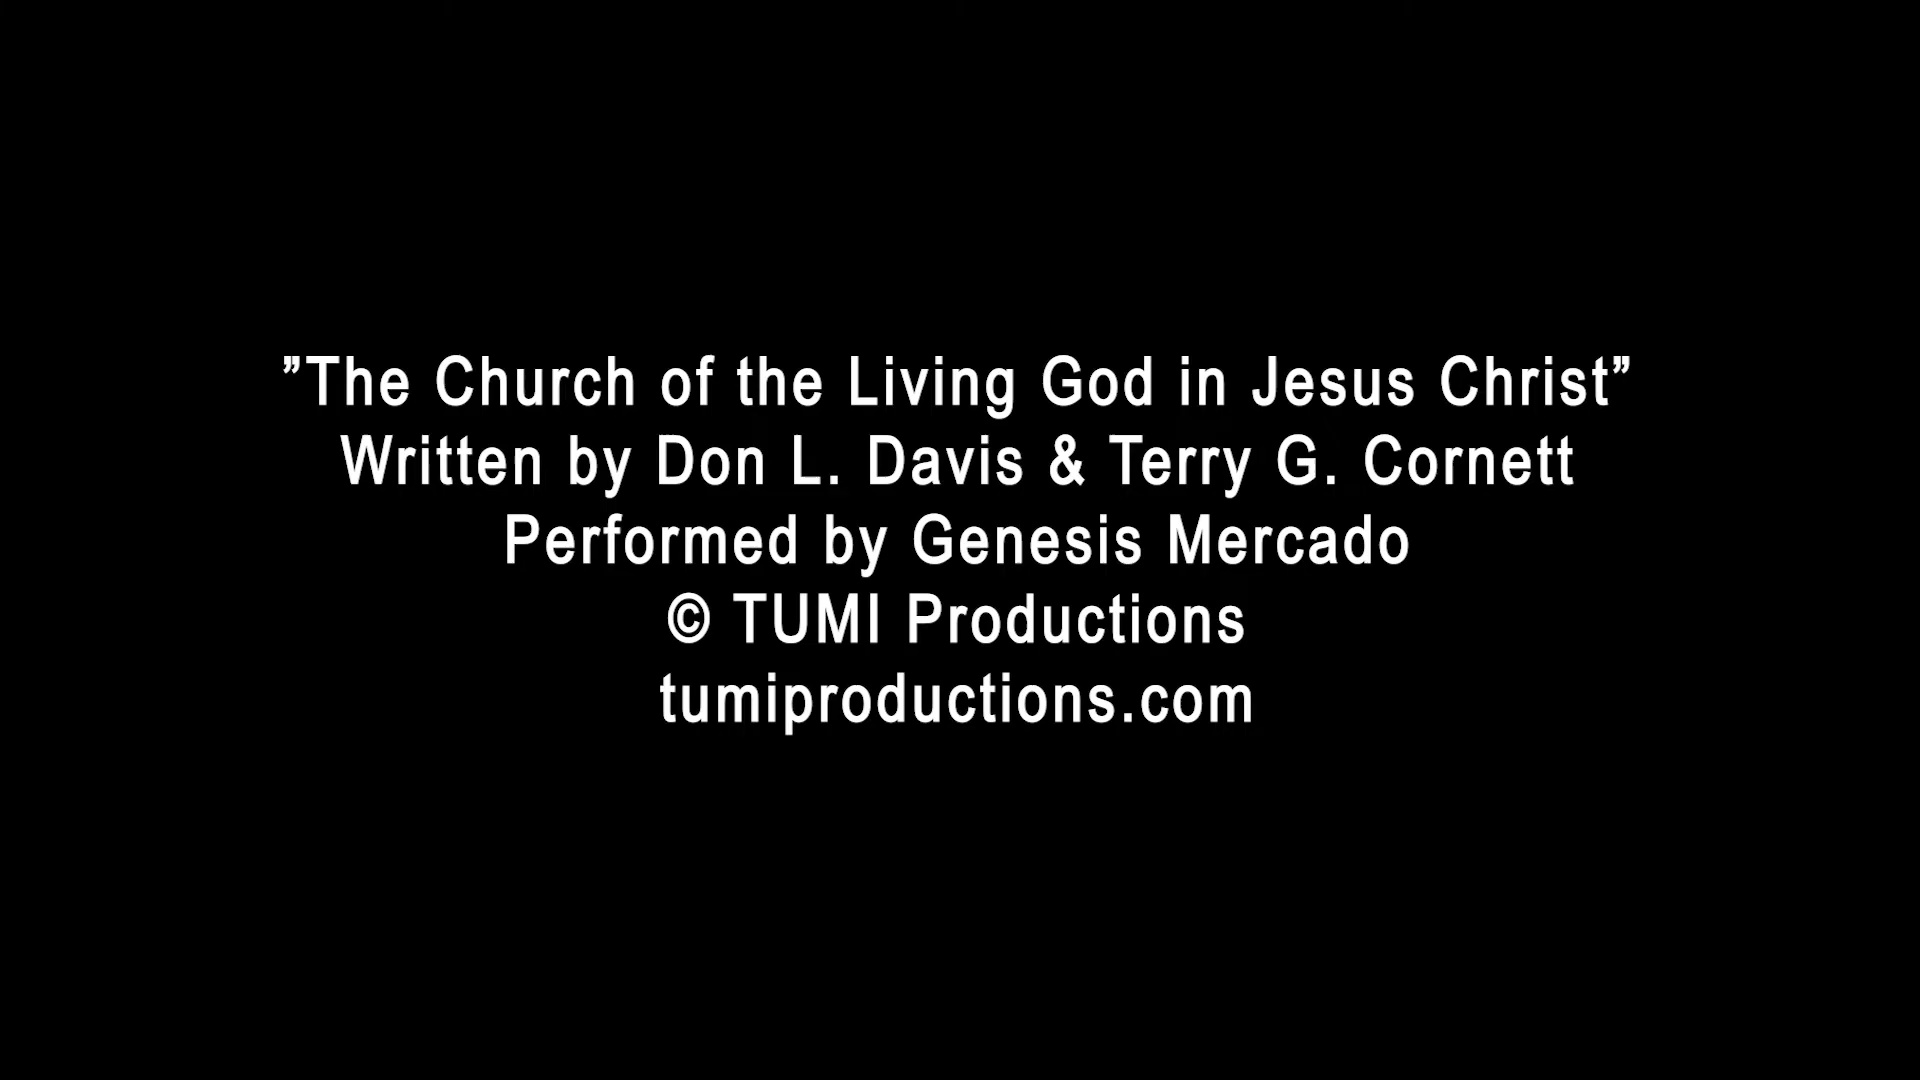 ”The Church of the Living God in Jesus Christ”
Written by Don L. Davis & Terry G. Cornett
Performed by Genesis Mercado
© TUMI Productions
tumiproductions.com